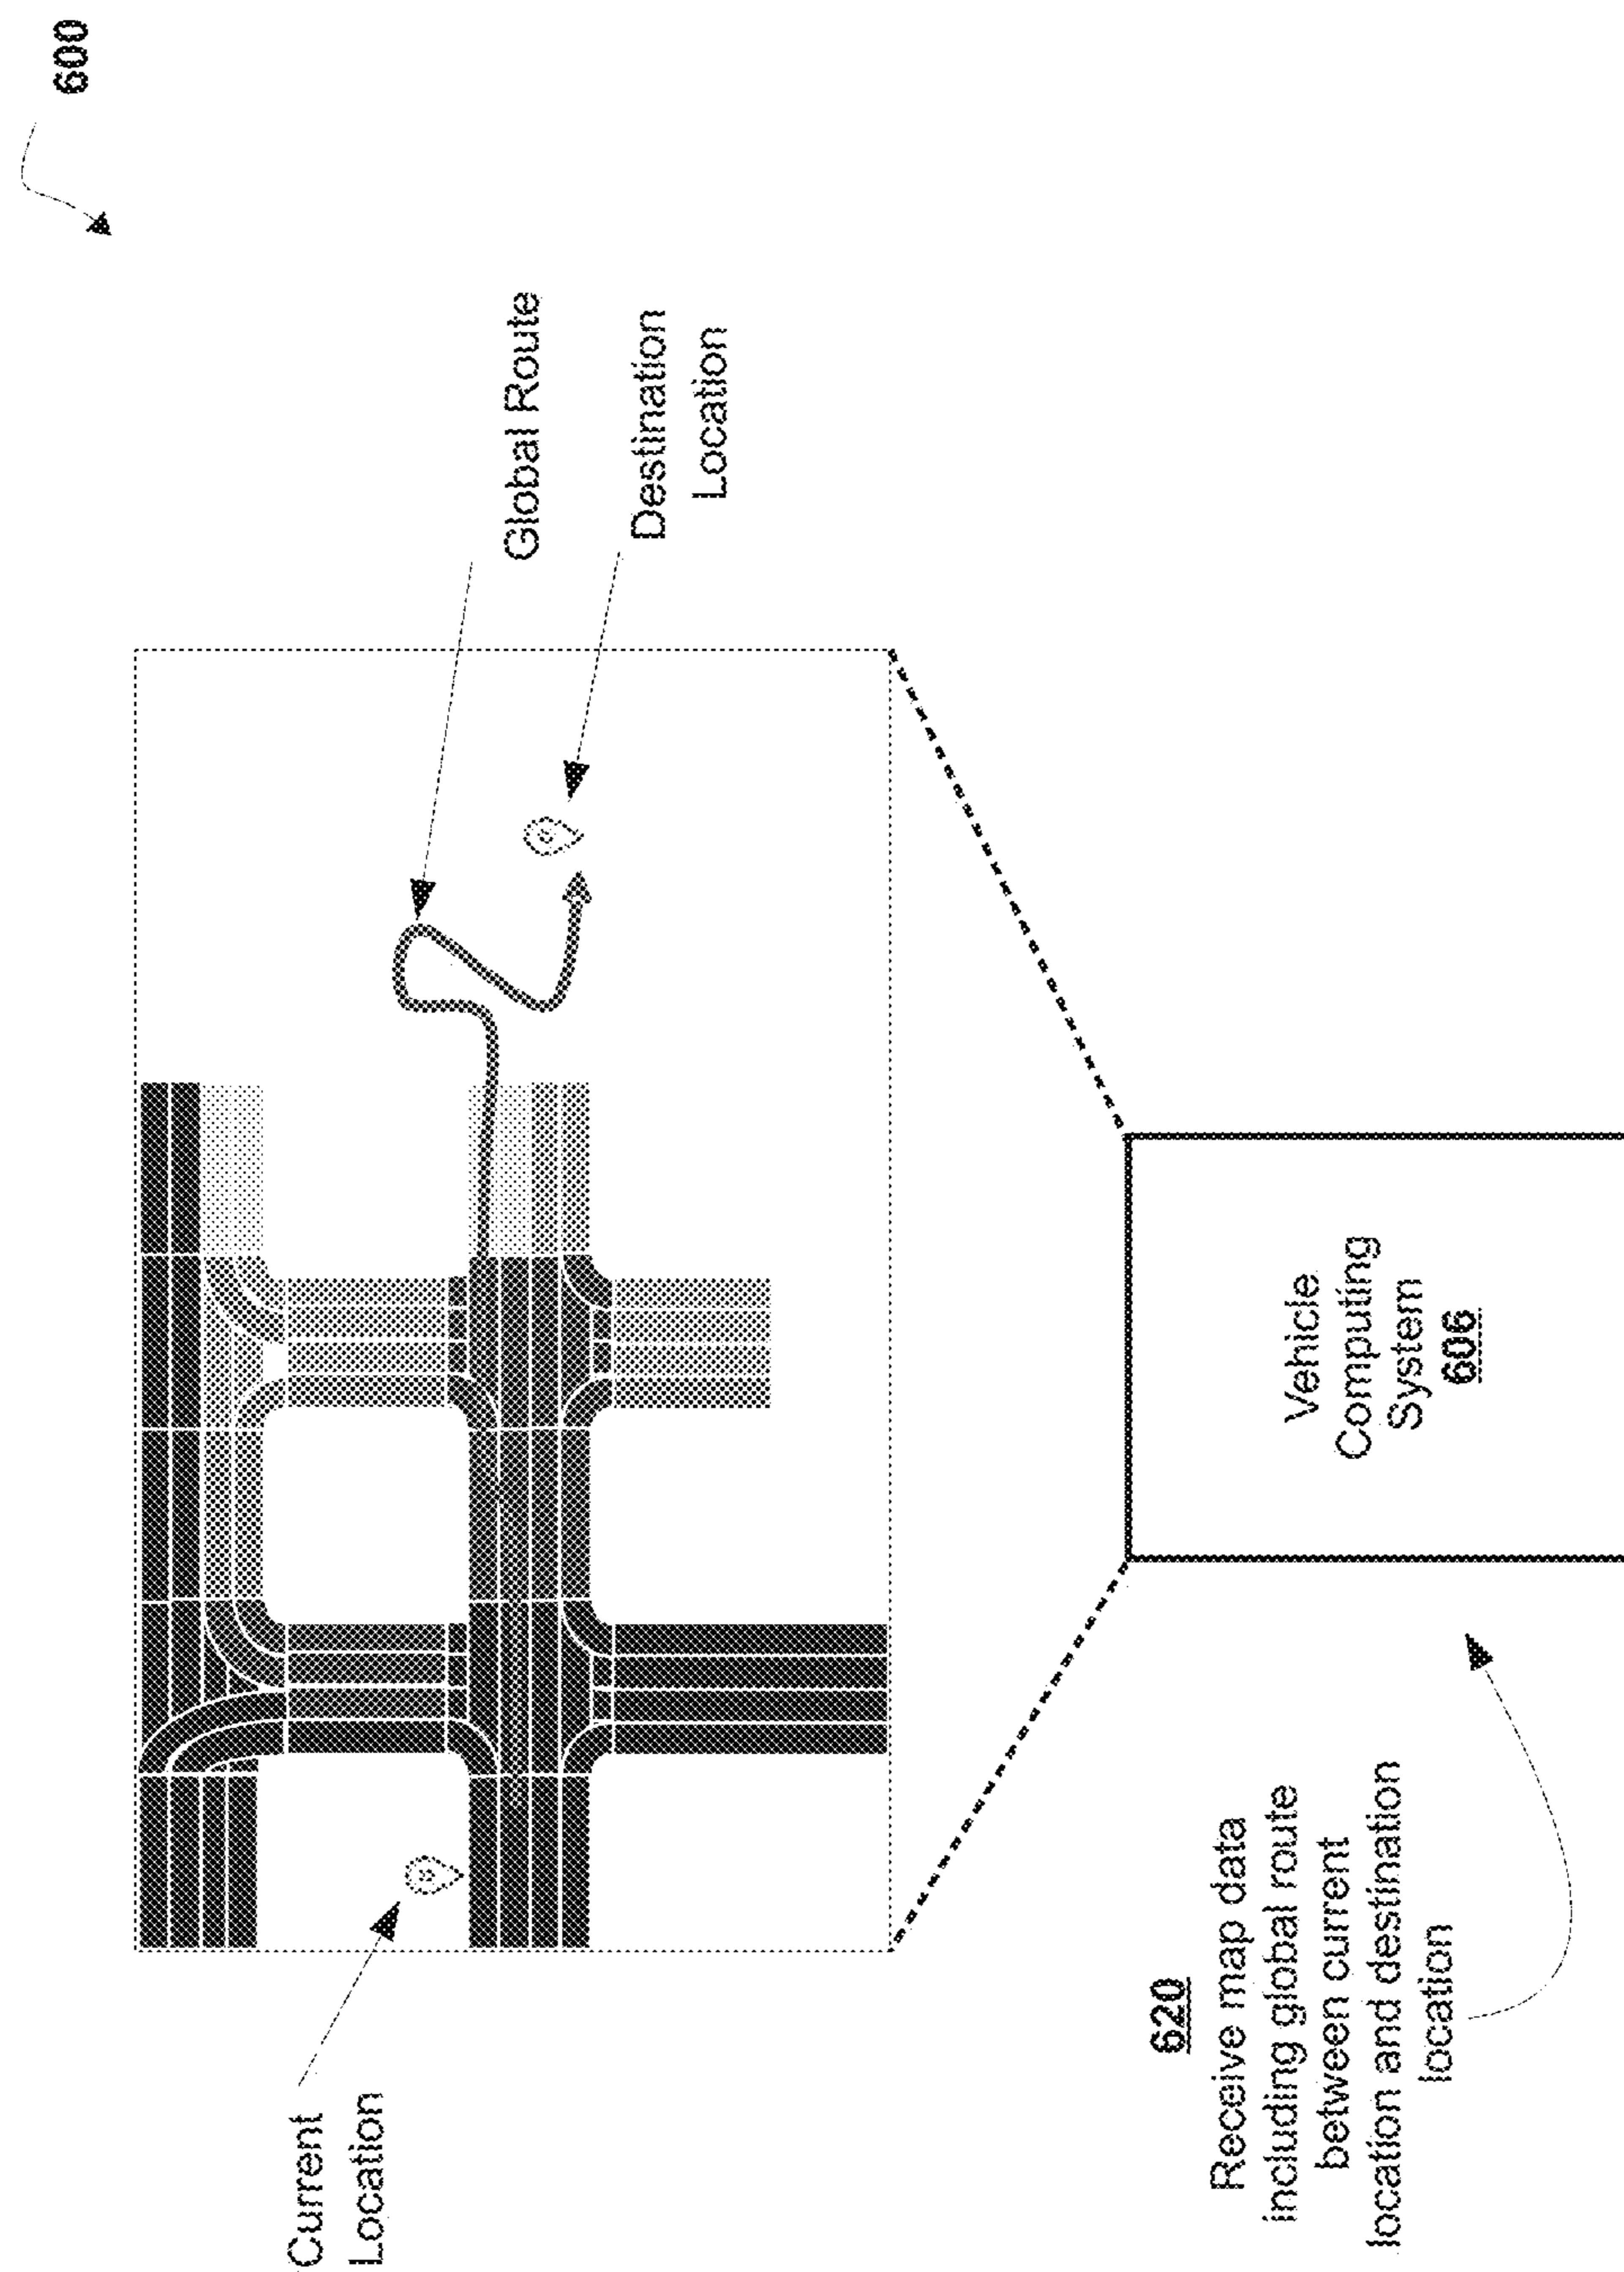 600
Global Route
Destination
Location
Current
Location
620
Receive map data
including global route
between current
location and destination
location
Vehicle
Computing
System
606